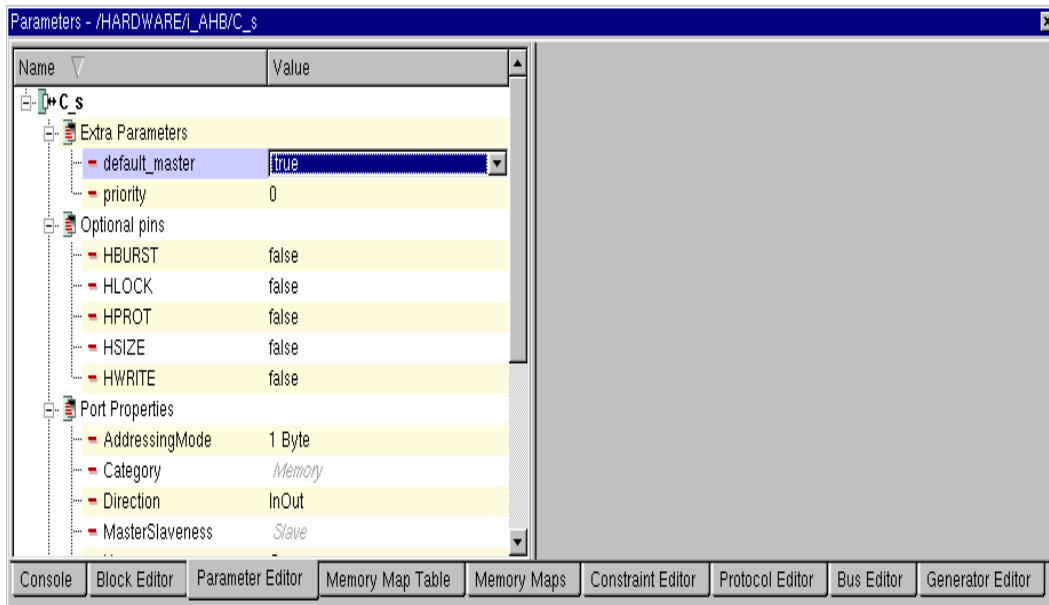 Parameters - /HARDWARE/i_AHB/C_s
Name Value
C_s
Extra Parameters
default_master true
priority 0
Optional pins
HBURST false
HLOCK false
HPROT false
HSIZE false
HWRITE false
Port Properties
AddressingMode 1 Byte
Category Memory
Direction InOut
MasterSlaveness Slave
Console Block Editor Parameter Editor Memory Map Table Memory Maps Constraint Editor Protocol Editor Bus Editor Generator Editor